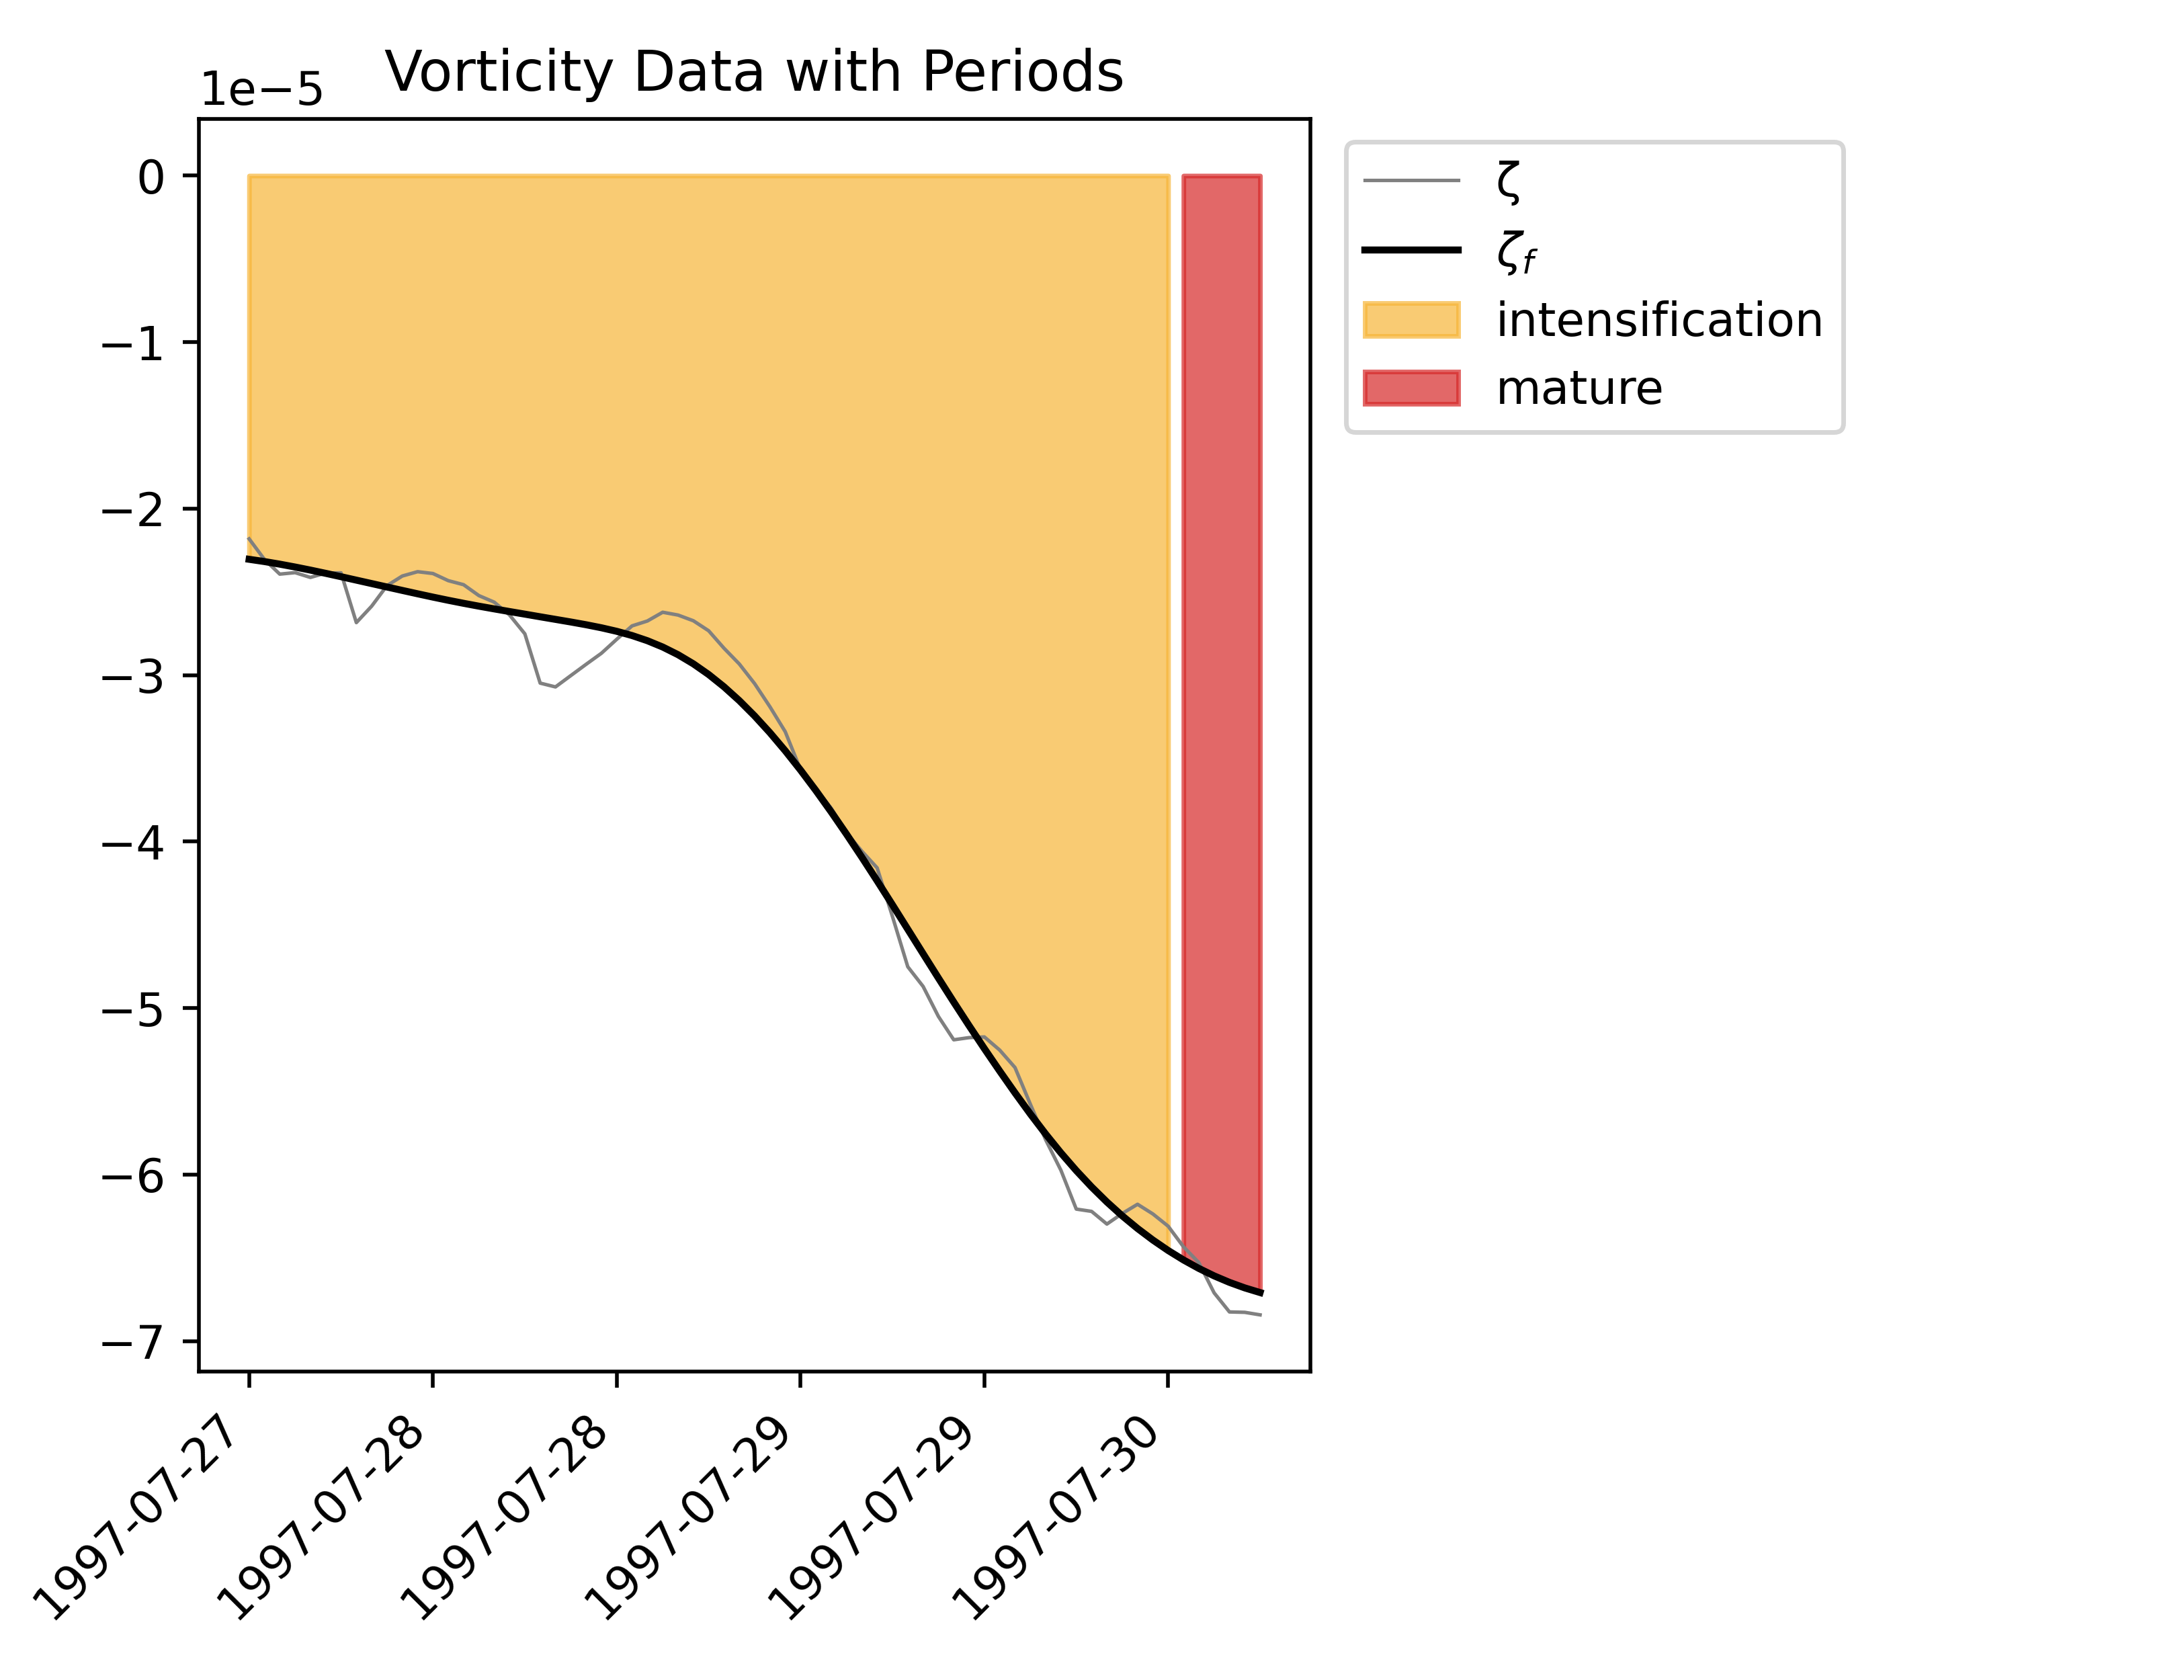 Vorticity Data with Periods
1e−5
0
−1
−2
−3
−4
−5
−6
−7
1997-07-27
1997-07-28
1997-07-28
1997-07-29
1997-07-29
1997-07-30
ζ
ζf
intensification
mature